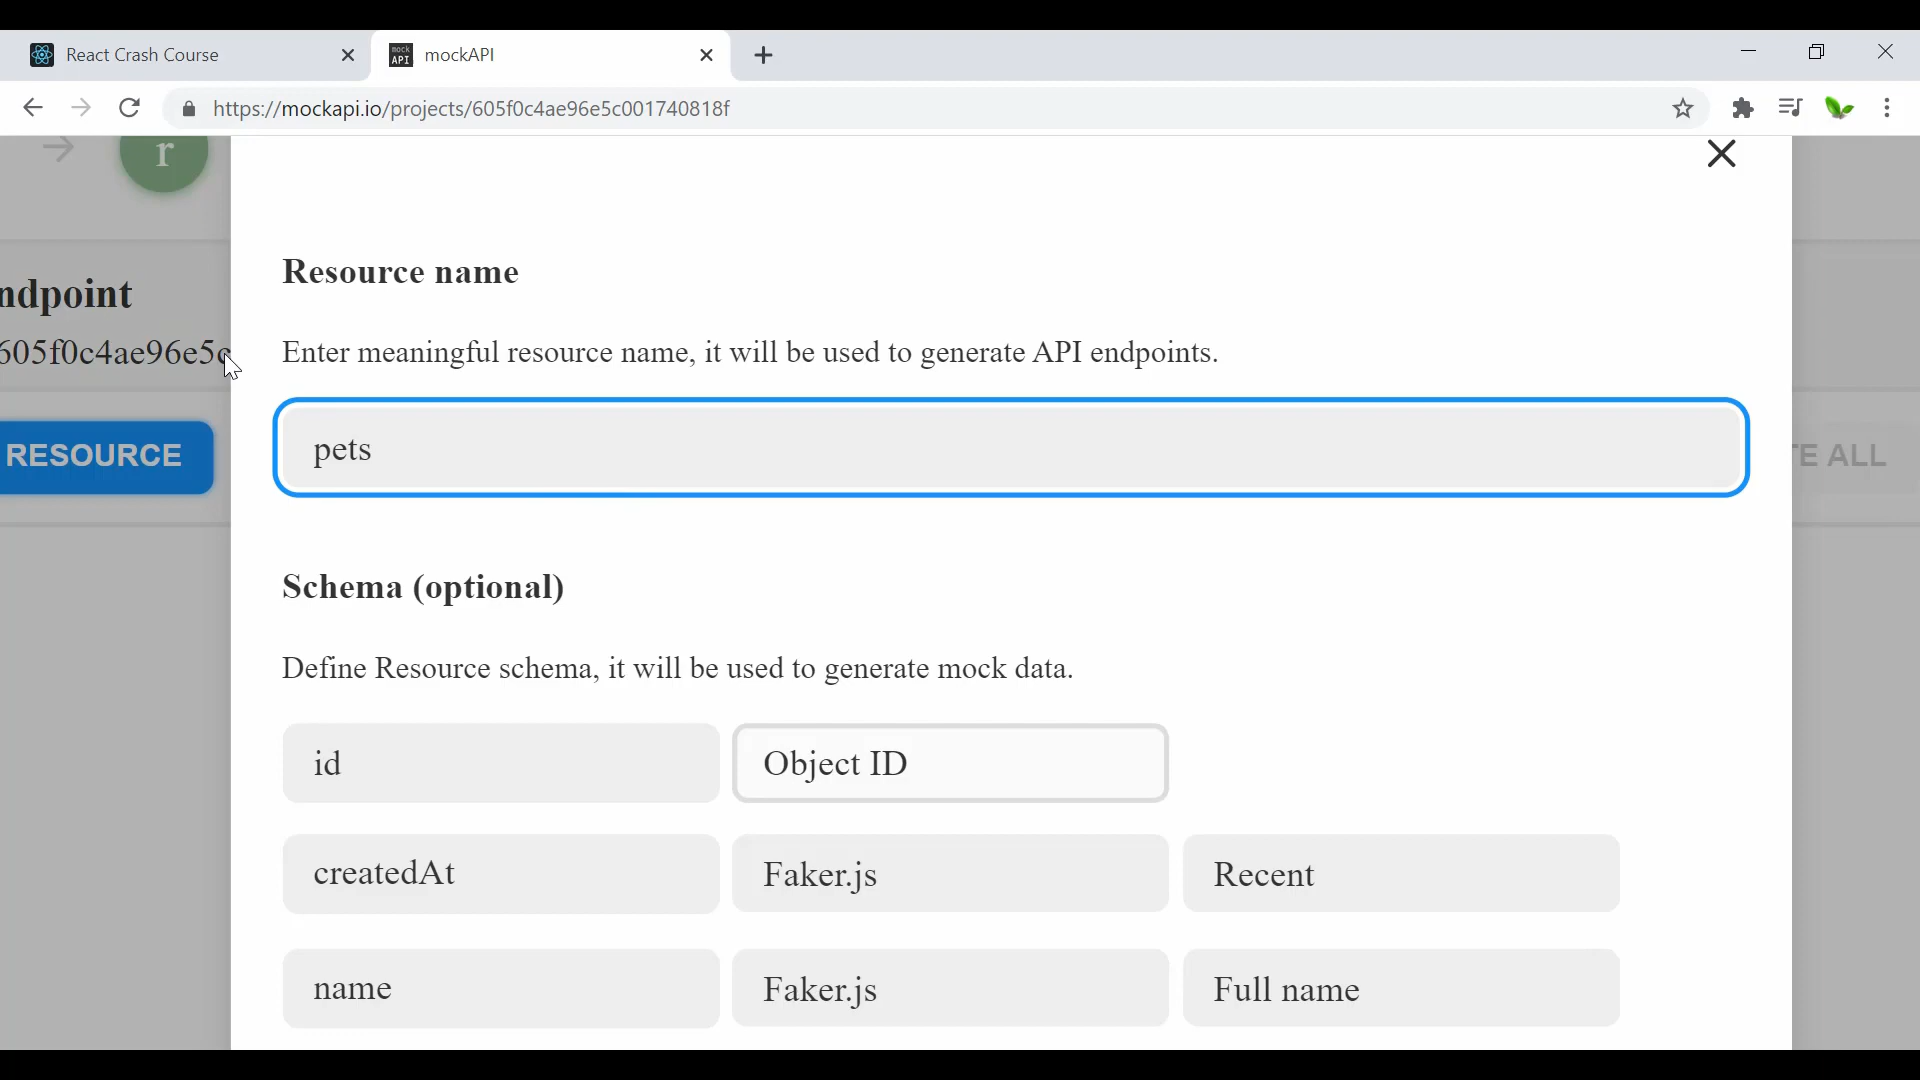 React Crash Course
mock API
mockAPI
https://mockapi.io/projects/605f0c4ae96e5c001740818f
r
ndpoint
605f0c4ae96e5c
RESOURCE
TE ALL
Resource name
Enter meaningful resource name, it will be used to generate API endpoints.
pets
Schema (optional)
Define Resource schema, it will be used to generate mock data.
id Object ID
createdAt Faker.js Recent
name Faker.js Full name